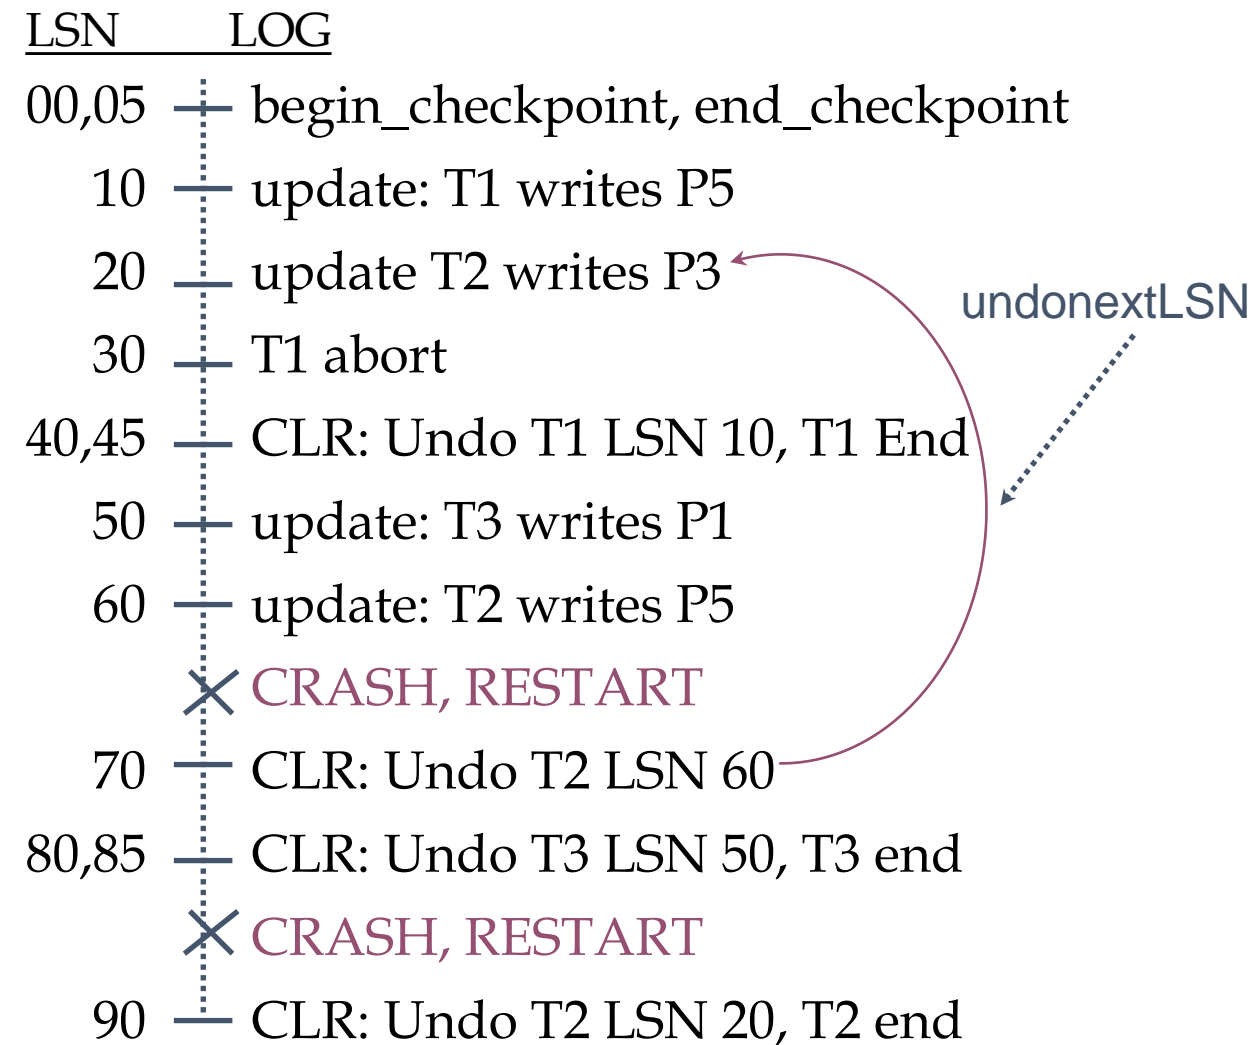 LSN LOG
00,05 begin_checkpoint, end_checkpoint
10 update: T1 writes P5
20 update T2 writes P3
undonextLSN
30 T1 abort
40,45 CLR: Undo T1 LSN 10, T1 End
50 update: T3 writes P1
60 update: T2 writes P5
CRASH, RESTART
70 CLR: Undo T2 LSN 60
80,85 CLR: Undo T3 LSN 50, T3 end
CRASH, RESTART
90 CLR: Undo T2 LSN 20, T2 end